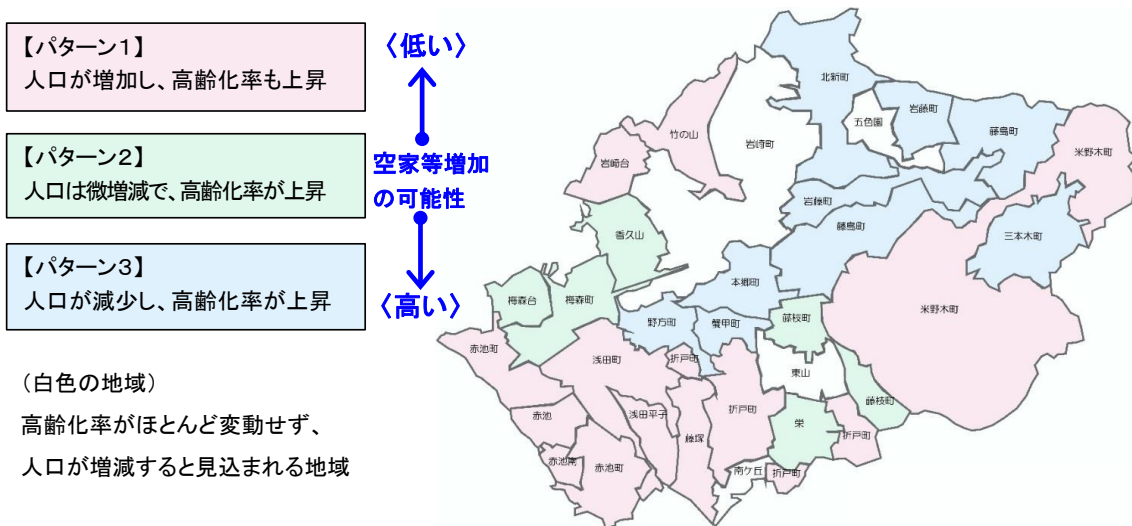 【パターン1】
人口が増加し、高齢化率も上昇
【パターン2】
人口は微増減で、高齢化率が上昇
【パターン3】
人口が減少し、高齢化率が上昇
〈低い〉
空家等増加
の可能性
〈高い〉
(白色の地域)
高齢化率がほとんど変動せず、
人口が増減すると見込まれる地域
北新町
竹の山
岩崎町
五色園
岩藤町
藤島町
米野木町
岩崎台
岩藤町
藤島町
三本木町
香久山
本郷町
梅森台
梅森町
米野木町
野方町
蟹甲町
藤枝町
赤池町
浅田町
折戸町
東山
赤池
浅田平子
藤塚
折戸町
栄
藤枝町
折戸町
赤池南
赤池町
南ケ丘
折戸町